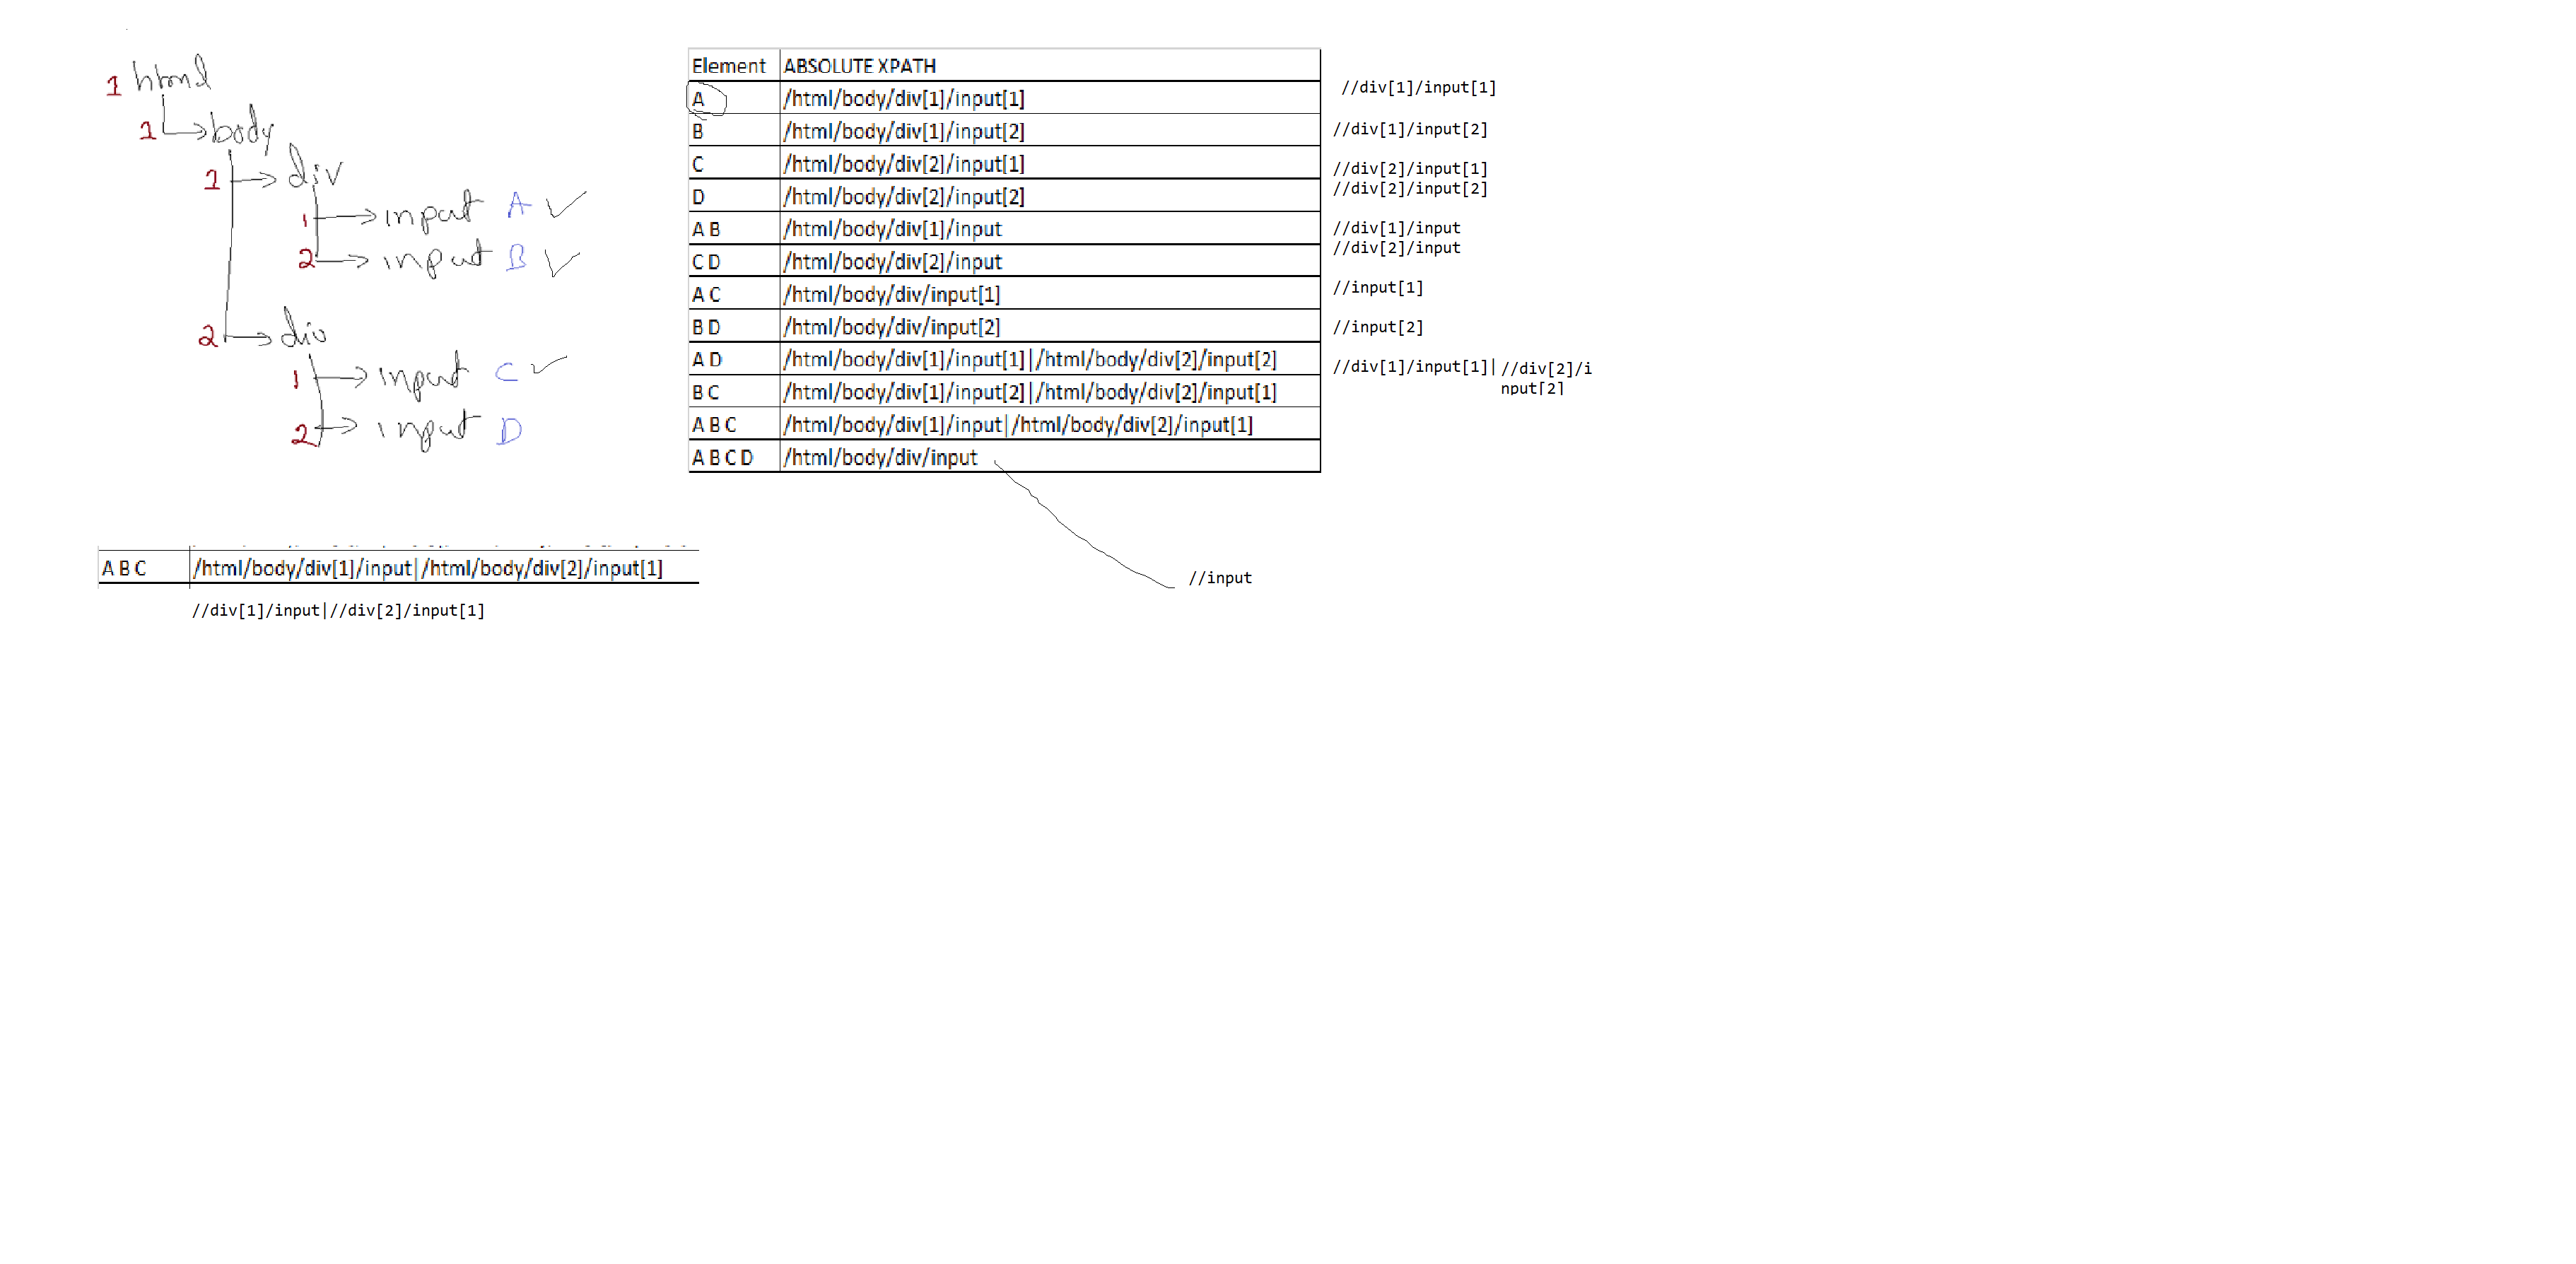 1 html
1 body
1 div
1 input A
2 input B
2 div
1 input C
2 input D
Element ABSOLUTE XPATH
A /html/body/div[1]/input[1]
B /html/body/div[1]/input[2]
C /html/body/div[2]/input[1]
D /html/body/div[2]/input[2]
A B /html/body/div[1]/input
C D /html/body/div[2]/input
A C /html/body/div/input[1]
B D /html/body/div/input[2]
A D /html/body/div[1]/input[1]|/html/body/div[2]/input[2]
B C /html/body/div[1]/input[2]|/html/body/div[2]/input[1]
A B C /html/body/div[1]/input|/html/body/div[2]/input[1]
A B C D /html/body/div/input
//div[1]/input[1]
//div[1]/input[2]
//div[2]/input[1]
//div[2]/input[2]
//div[1]/input
//div[2]/input
//input[1]
//input[2]
//div[1]/input[1]| //div[2]/i
nput[2]
//input
A B C /html/body/div[1]/input|/html/body/div[2]/input[1]
//div[1]/input|//div[2]/input[1]